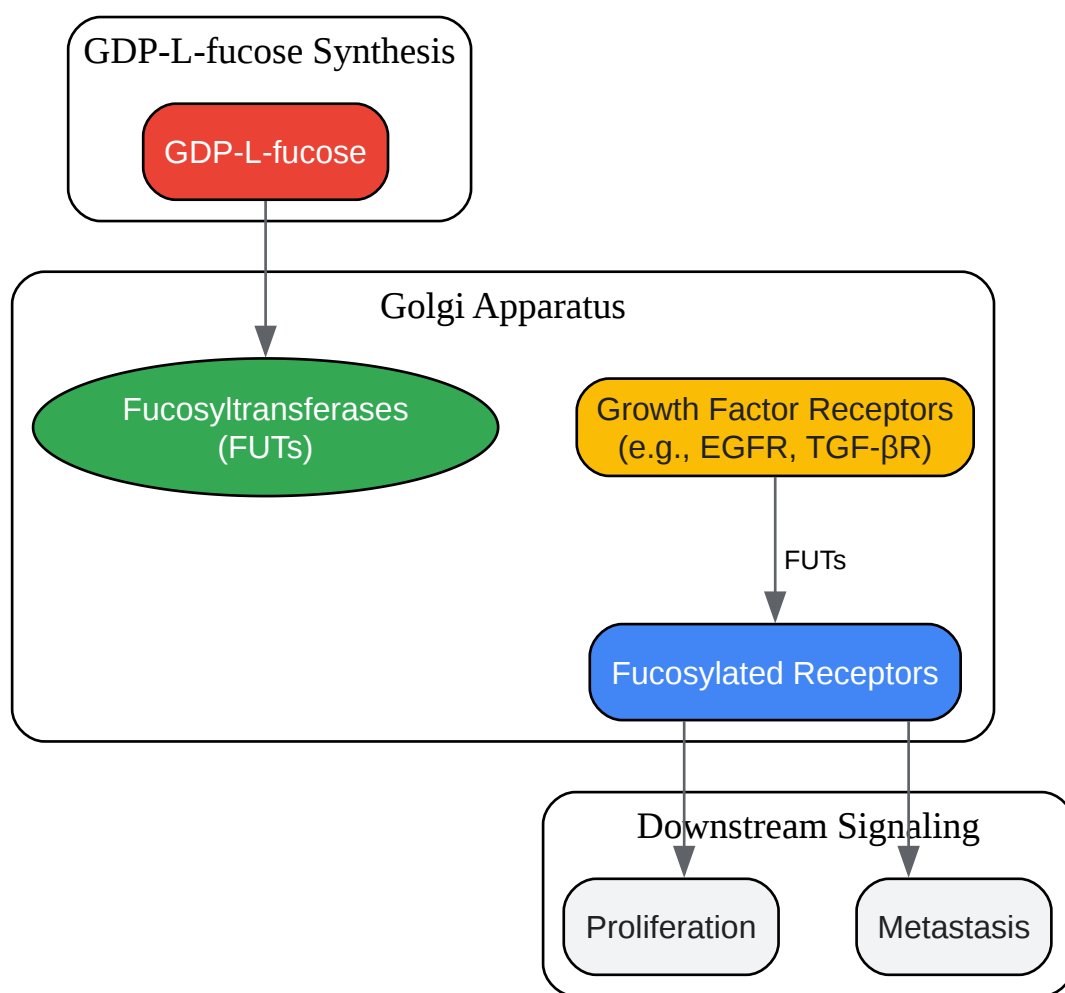 GDP-L-fucose Synthesis
GDP-L-fucose
Golgi Apparatus
Fucosyltransferases
(FUTs)
Growth Factor Receptors
(e.g., EGFR, TGF-βR)
FUTs
Fucosylated Receptors
Downstream Signaling
Proliferation
Metastasis